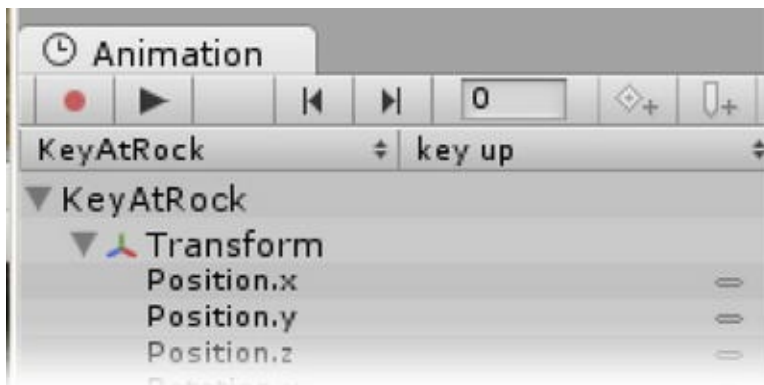 Animation
0
KeyAtRock key up
KeyAtRock
Transform
Position.x
Position.y
Position.z